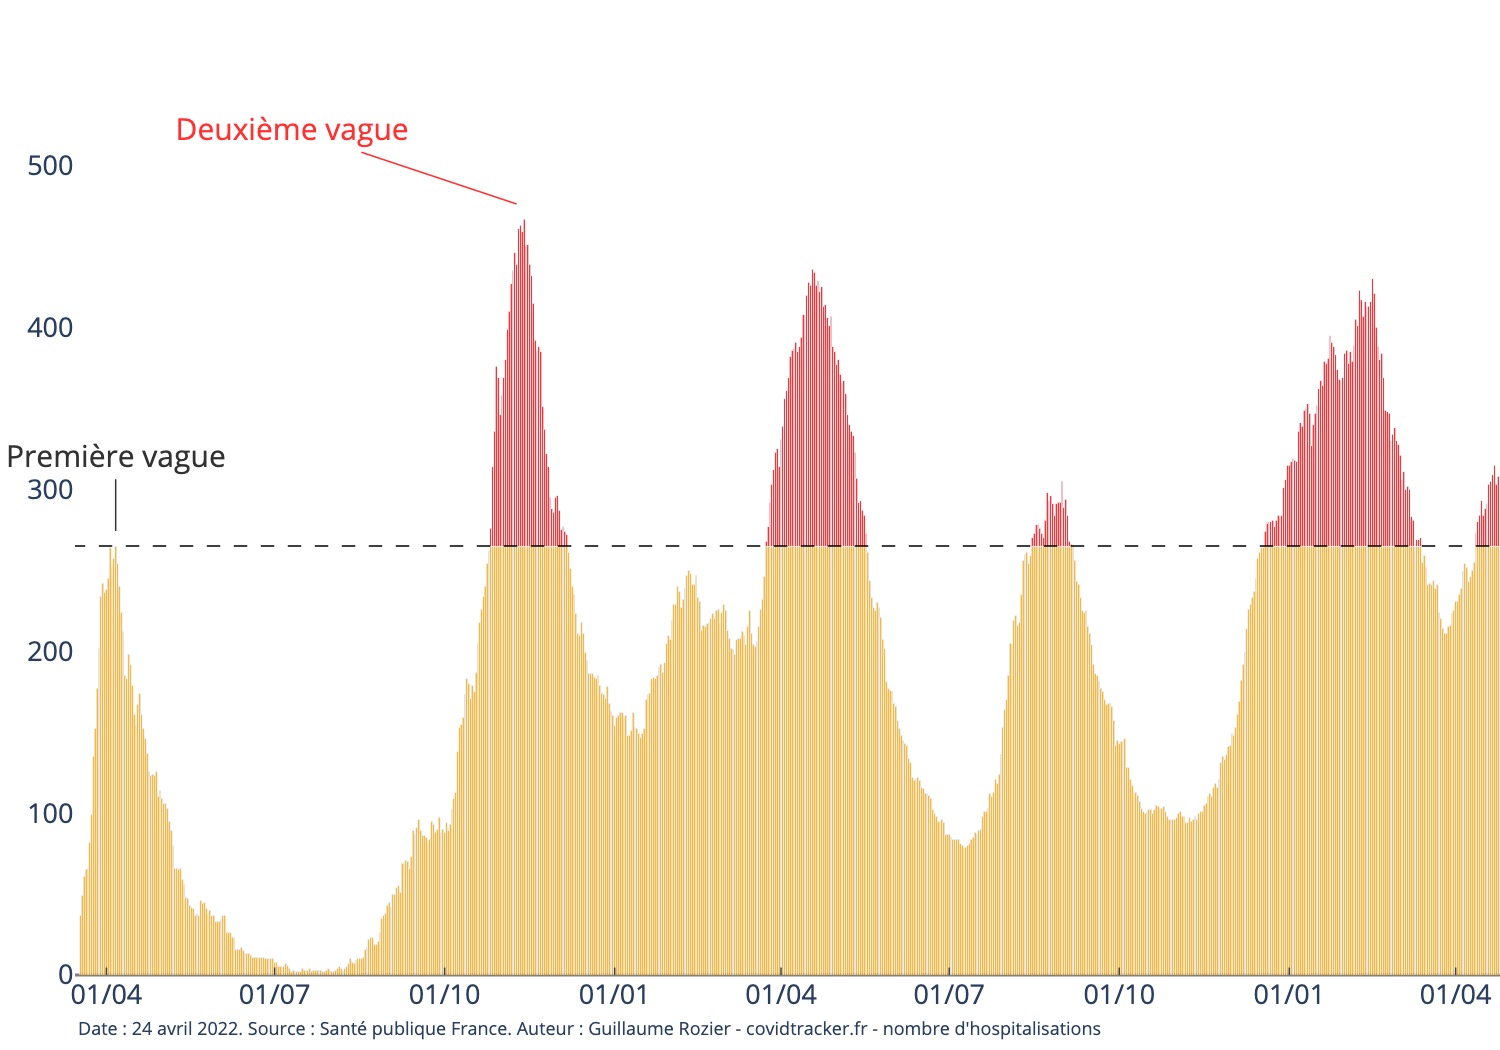 Deuxième vague
500
400
Première vague
300
200
100
0
01/04 01/07 01/10 01/01 01/04 01/07 01/10 01/01 01/04
Date : 24 avril 2022. Source : Santé publique France. Auteur : Guillaume Rozier - covidtracker.fr - nombre d'hospitalisations